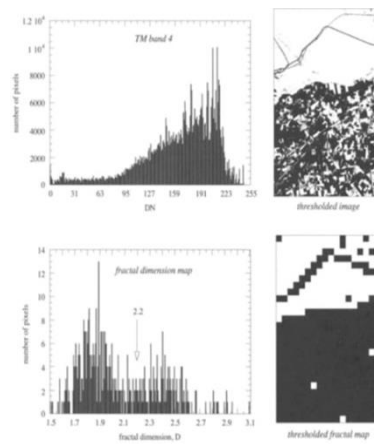 1.2 10⁴
TM band 4
10⁴
8000
6000
4000
2000
0
number of pixels
0 31 63 95 127 159 191 223 255
DN
thresholded image
14
fractal dimension map
12
10
8
6
4
2
0
2.2
number of pixels
1.5 1.7 1.9 2.1 2.3 2.5 2.7 2.9 3.1
fractal dimension, D
thresholded fractal map